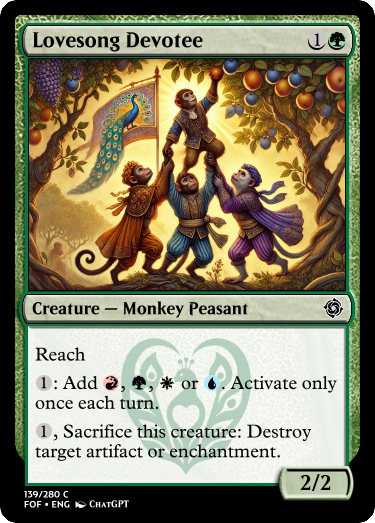 Lovesong Devotee 1
Creature — Monkey Peasant
Reach
1: Add , , or . Activate only
once each turn.
1, Sacrifice this creature: Destroy
target artifact or enchantment.
2/2
139/280 C
FOF • ENG ChatGPT